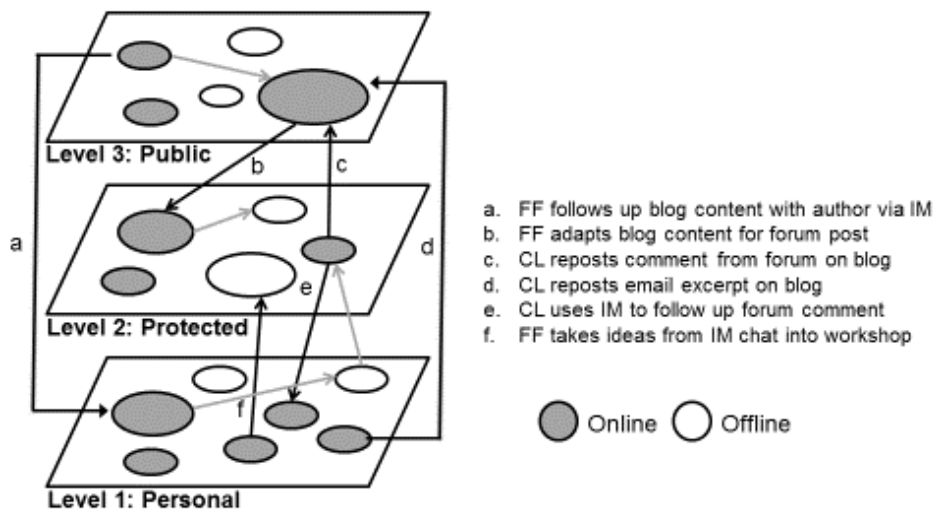 Level 3: Public
b
c
a
d
a. FF follows up blog content with author via IM
b. FF adapts blog content for forum post
c. CL reposts comment from forum on blog
d. CL reposts email excerpt on blog
e. CL uses IM to follow up forum comment
f. FF takes ideas from IM chat into workshop
e
Level 2: Protected
f
Online
Offline
Level 1: Personal